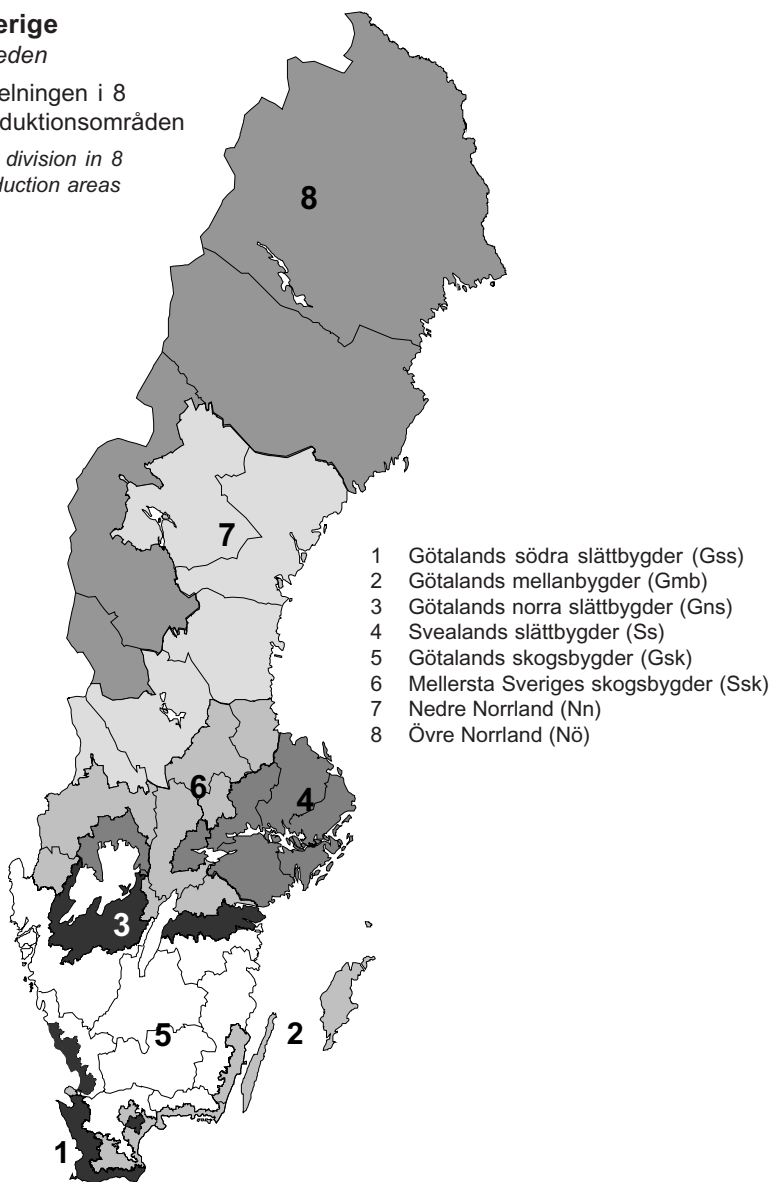 erige
eden
elningen i 8
duktionsområden
division in 8
duction areas
8
7
1 Götalands södra slättbygder (Gss)
2 Götalands mellanbygder (Gmb)
3 Götalands norra slättbygder (Gns)
4 Svealands slättbygder (Ss)
5 Götalands skogsbygder (Gsk)
6 Mellersta Sveriges skogsbygder (Ssk)
7 Nedre Norrland (Nn)
8 Övre Norrland (Nö)
6
4
3
5
2
1